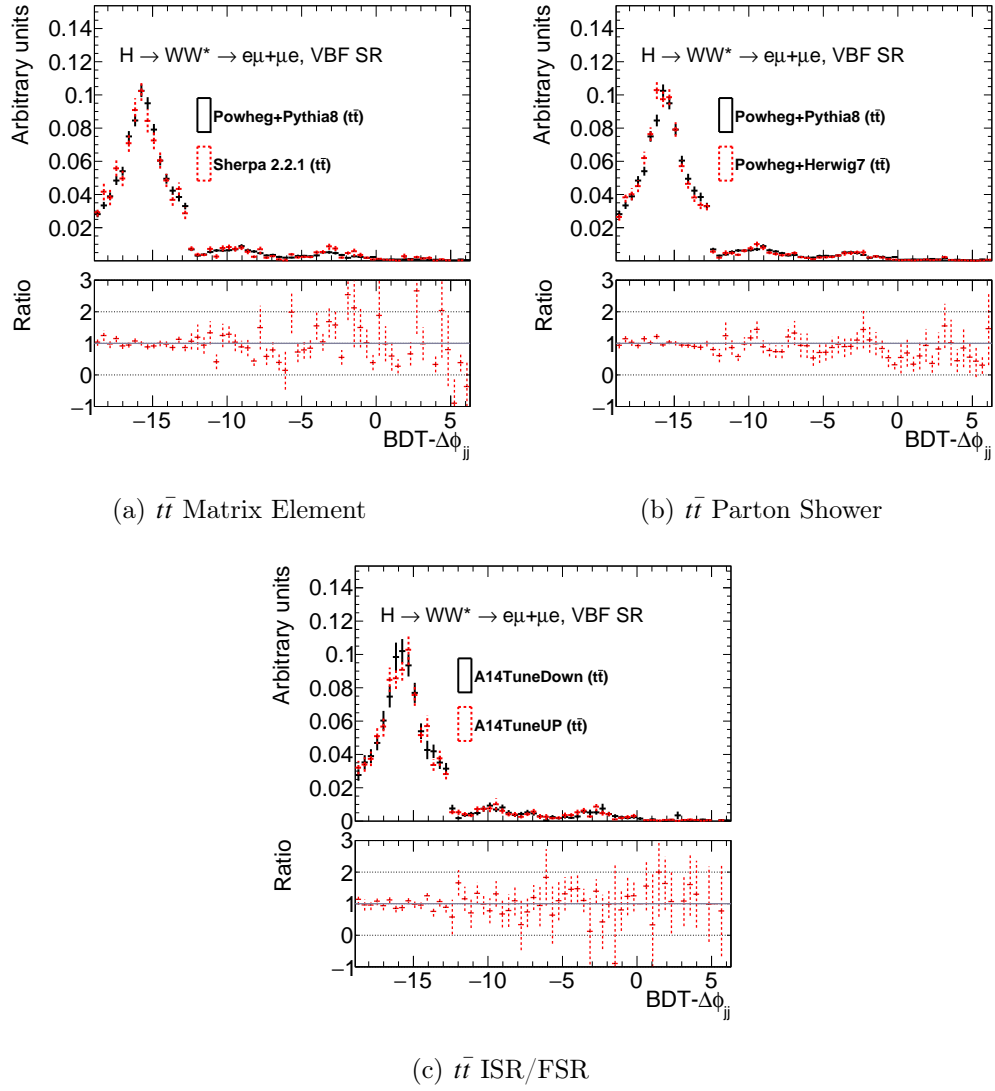 Arbitrary units
0.14
0.12
0.1
0.08
0.06
0.04
0.02
H → WW* → eμ+μe, VBF SR
Powheg+Pythia8 (tt̄)
Sherpa 2.2.1 (tt̄)
Ratio
3
2
1
0
−1
−15 −10 −5 0 5
BDT-Δϕjj
(a) tt̄ Matrix Element
Arbitrary units
0.14
0.12
0.1
0.08
0.06
0.04
0.02
H → WW* → eμ+μe, VBF SR
Powheg+Pythia8 (tt̄)
Powheg+Herwig7 (tt̄)
Ratio
3
2
1
0
−1
−15 −10 −5 0 5
BDT-Δϕjj
(b) tt̄ Parton Shower
Arbitrary units
0.14
0.12
0.1
0.08
0.06
0.04
0.02
0
H → WW* → eμ+μe, VBF SR
A14TuneDown (tt̄)
A14TuneUP (tt̄)
Ratio
3
2
1
0
−1
−15 −10 −5 0 5
BDT-Δϕjj
(c) tt̄ ISR/FSR